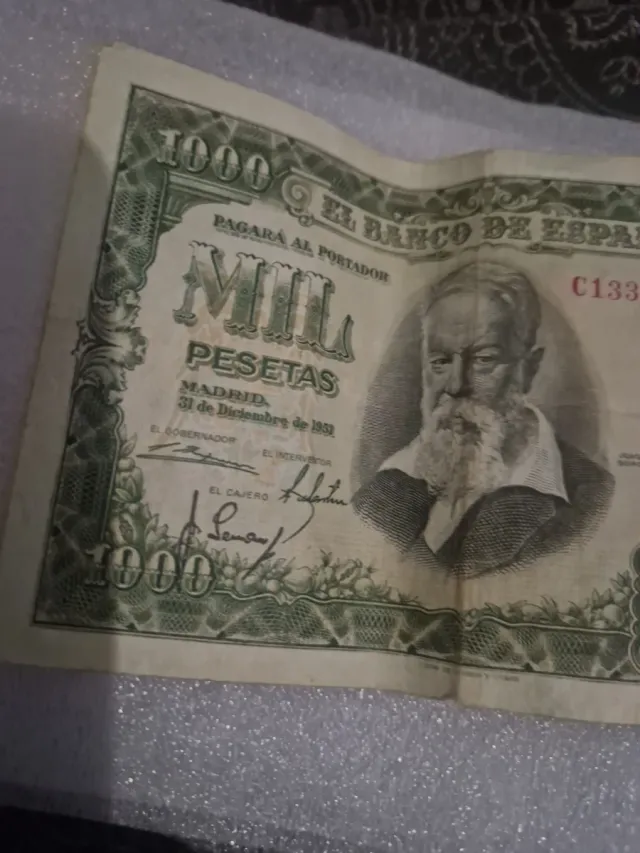 1000
EL BANCO DE ESPA
PAGARÁ AL PORTADOR
C133
MIL
PESETAS
MADRID,
31 de Diciembre de 1951
EL GOBERNADOR
EL INTERVENTOR
EL CAJERO
1000